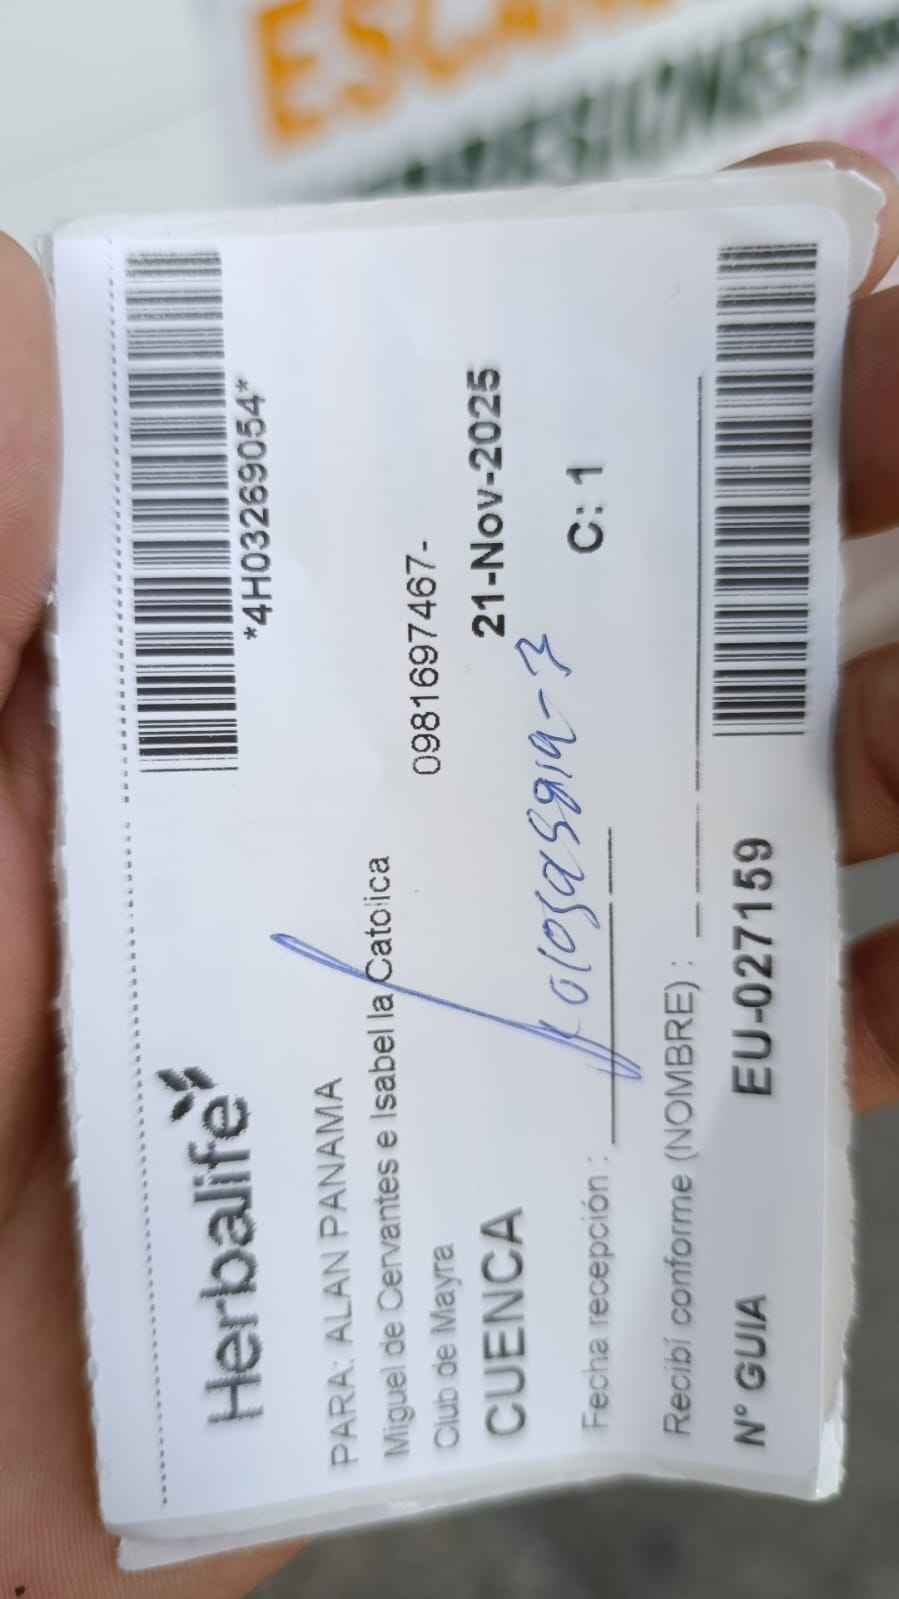 *4H03269054*
Herbalife
PARA: ALAN PANAMA
Miguel de Cervantes e Isabel la Catolica
Club de Mayra
0981697467-
CUENCA
21-Nov-2025
Fecha recepción :
C: 1
Recibí conforme (NOMBRE) :
N° GUIA EU-027159